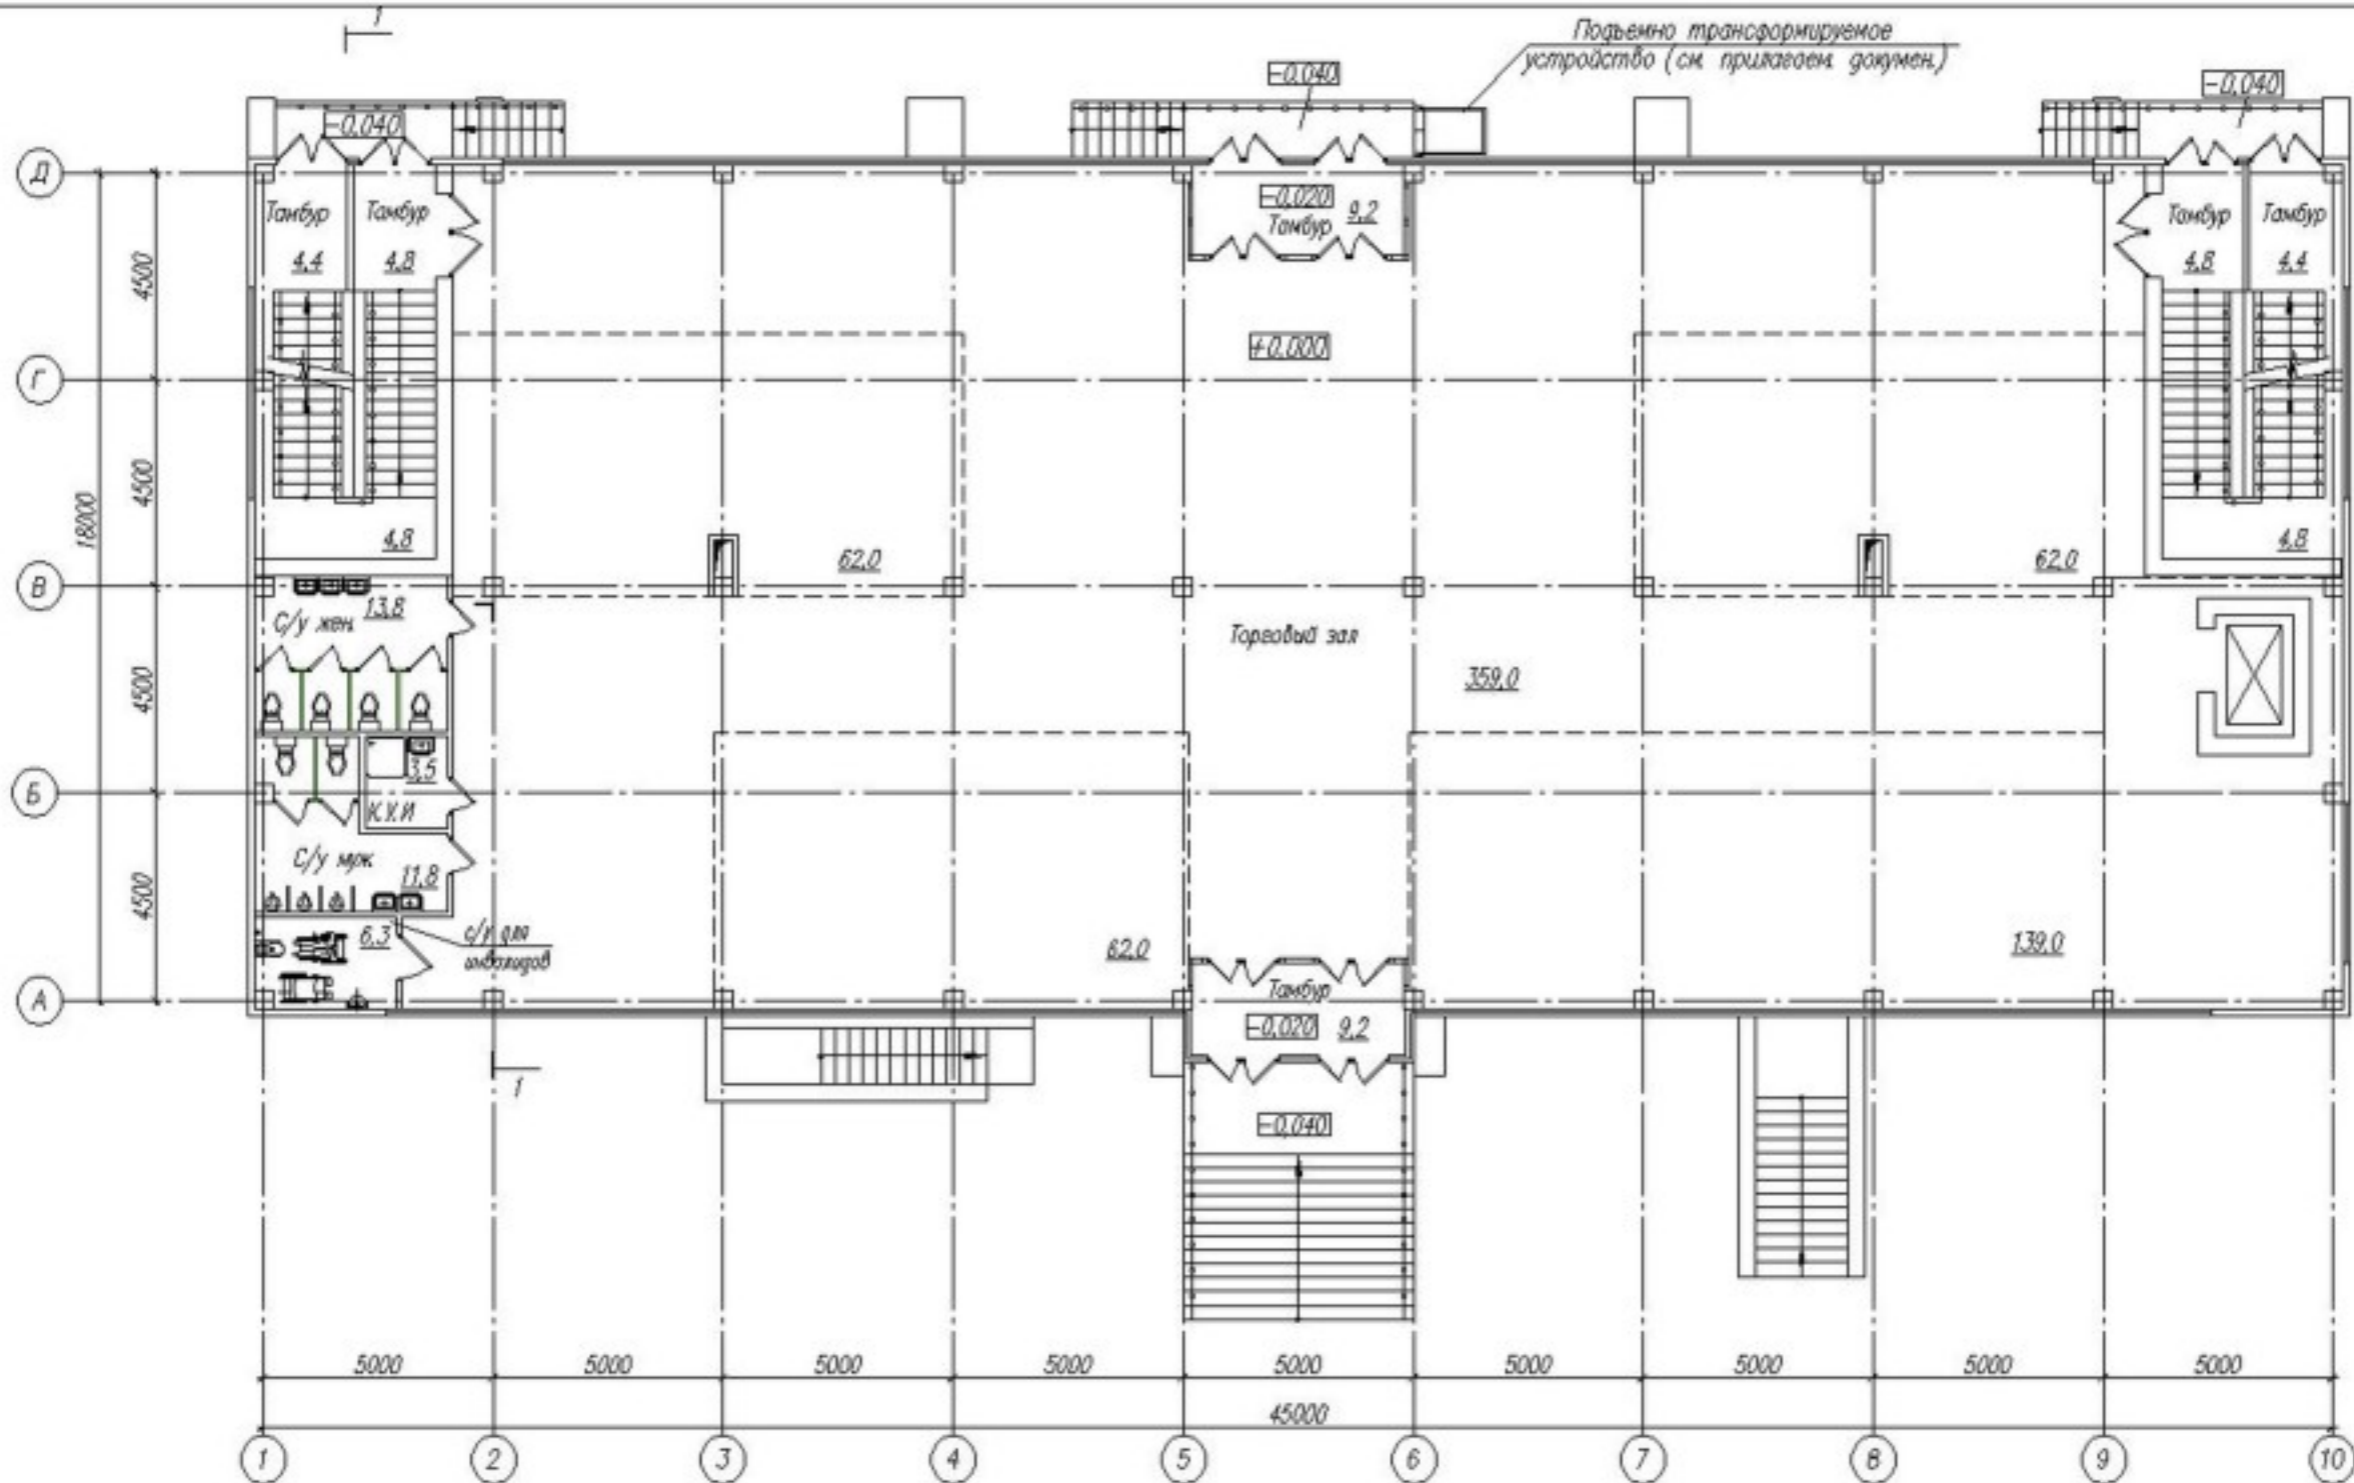 1
Подъемно трансформируемое
устройство (см. прилагаем. докумен.)
-0,040
-0,040
-0,040
Д
Тамбур
Тамбур
-0,020
9,2
Тамбур
Тамбур
Тамбур
4,4
4,8
4,8
4,4
4500
+0.000
Г
4500
18000
4,8
62,0
62,0
4,8
В
13,8
С/у жен.
Торговый зал
359,0
4500
3,5
Б
К.У.И
С/у муж.
11,8
4500
6,3
с/у для
инвалидов
62,0
139,0
Тамбур
А
-0,020
9,2
1
-0,040
5000
5000
5000
5000
5000
5000
5000
5000
5000
45000
1
2
3
4
5
6
7
8
9
10